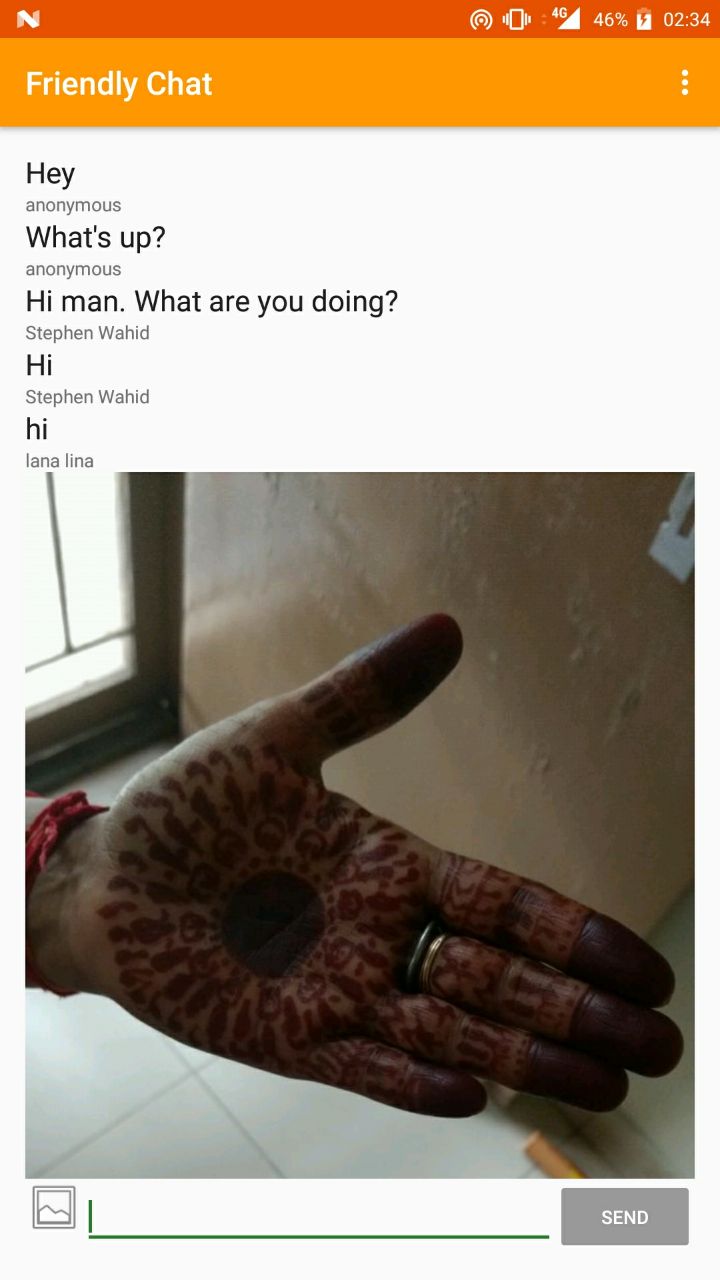 4G 46% 02:34
Friendly Chat
Hey
anonymous
What's up?
anonymous
Hi man. What are you doing?
Stephen Wahid
Hi
Stephen Wahid
hi
lana lina
SEND